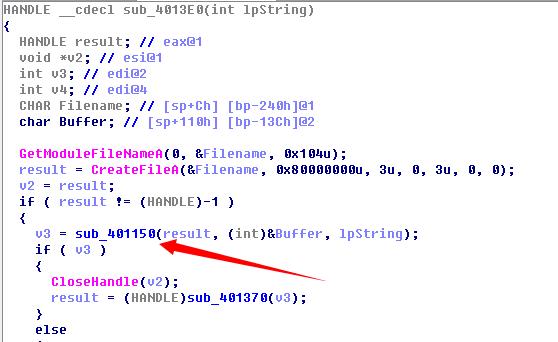 HANDLE __cdecl sub_4013E0(int lpString)
{
HANDLE result; // eax@1
void *v2; // esi@1
int v3; // edi@2
int v4; // edi@4
CHAR Filename; // [sp+Ch] [bp-240h]@1
char Buffer; // [sp+110h] [bp-13Ch]@2
GetModuleFileNameA(0, &Filename, 0x104u);
result = CreateFileA(&Filename, 0x80000000u, 3u, 0, 3u, 0, 0);
v2 = result;
if ( result != (HANDLE)-1 )
{
v3 = sub_401150(result, (int)&Buffer, lpString);
if ( v3 )
{
CloseHandle(v2);
result = (HANDLE)sub_401370(v3);
}
else
{